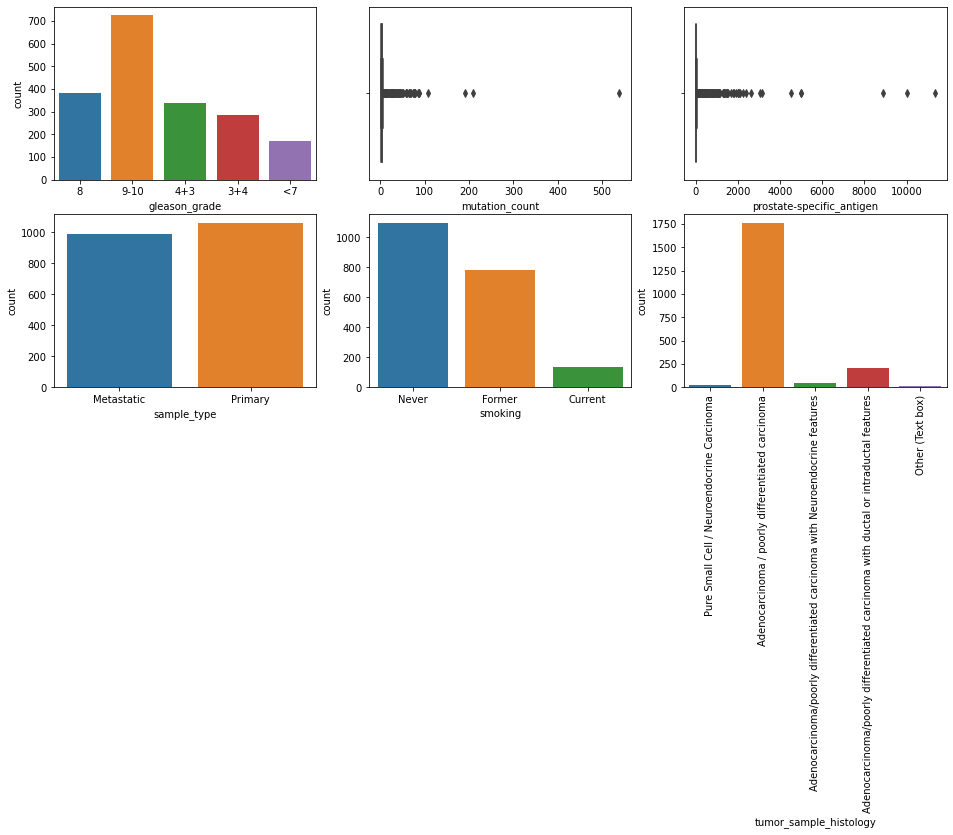 700
600
500
400
300
200
100
0
count
8 9-10 4+3 3+4 <7
gleason_grade
0 100 200 300 400 500
mutation_count
0 2000 4000 6000 8000 10000
prostate-specific_antigen
1000
800
600
400
200
0
count
Metastatic Primary
sample_type
1000
800
600
400
200
0
count
Never Former Current
smoking
1750
1500
1250
1000
750
500
250
0
count
Pure Small Cell / Neuroendocrine Carcinoma
Adenocarcinoma / poorly differentiated carcinoma
Adenocarcinoma/poorly differentiated carcinoma with Neuroendocrine features
Adenocarcinoma/poorly differentiated carcinoma with ductal or intraductal features
Other (Text box)
tumor_sample_histology